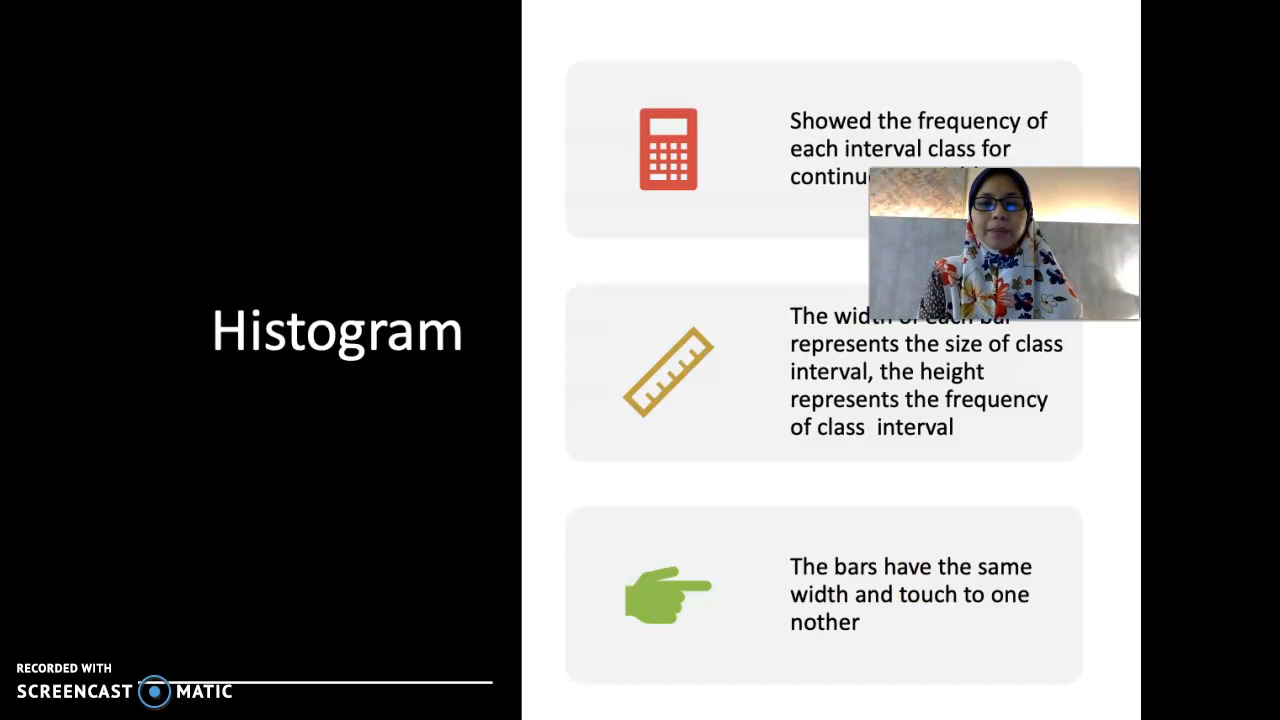 Histogram
Showed the frequency of
each interval class for
The width of each bar
represents the size of class
interval, the height
represents the frequency
of class interval
The bars have the same
width and touch to one
nother
RECORDED WITH
SCREENCAST MATIC